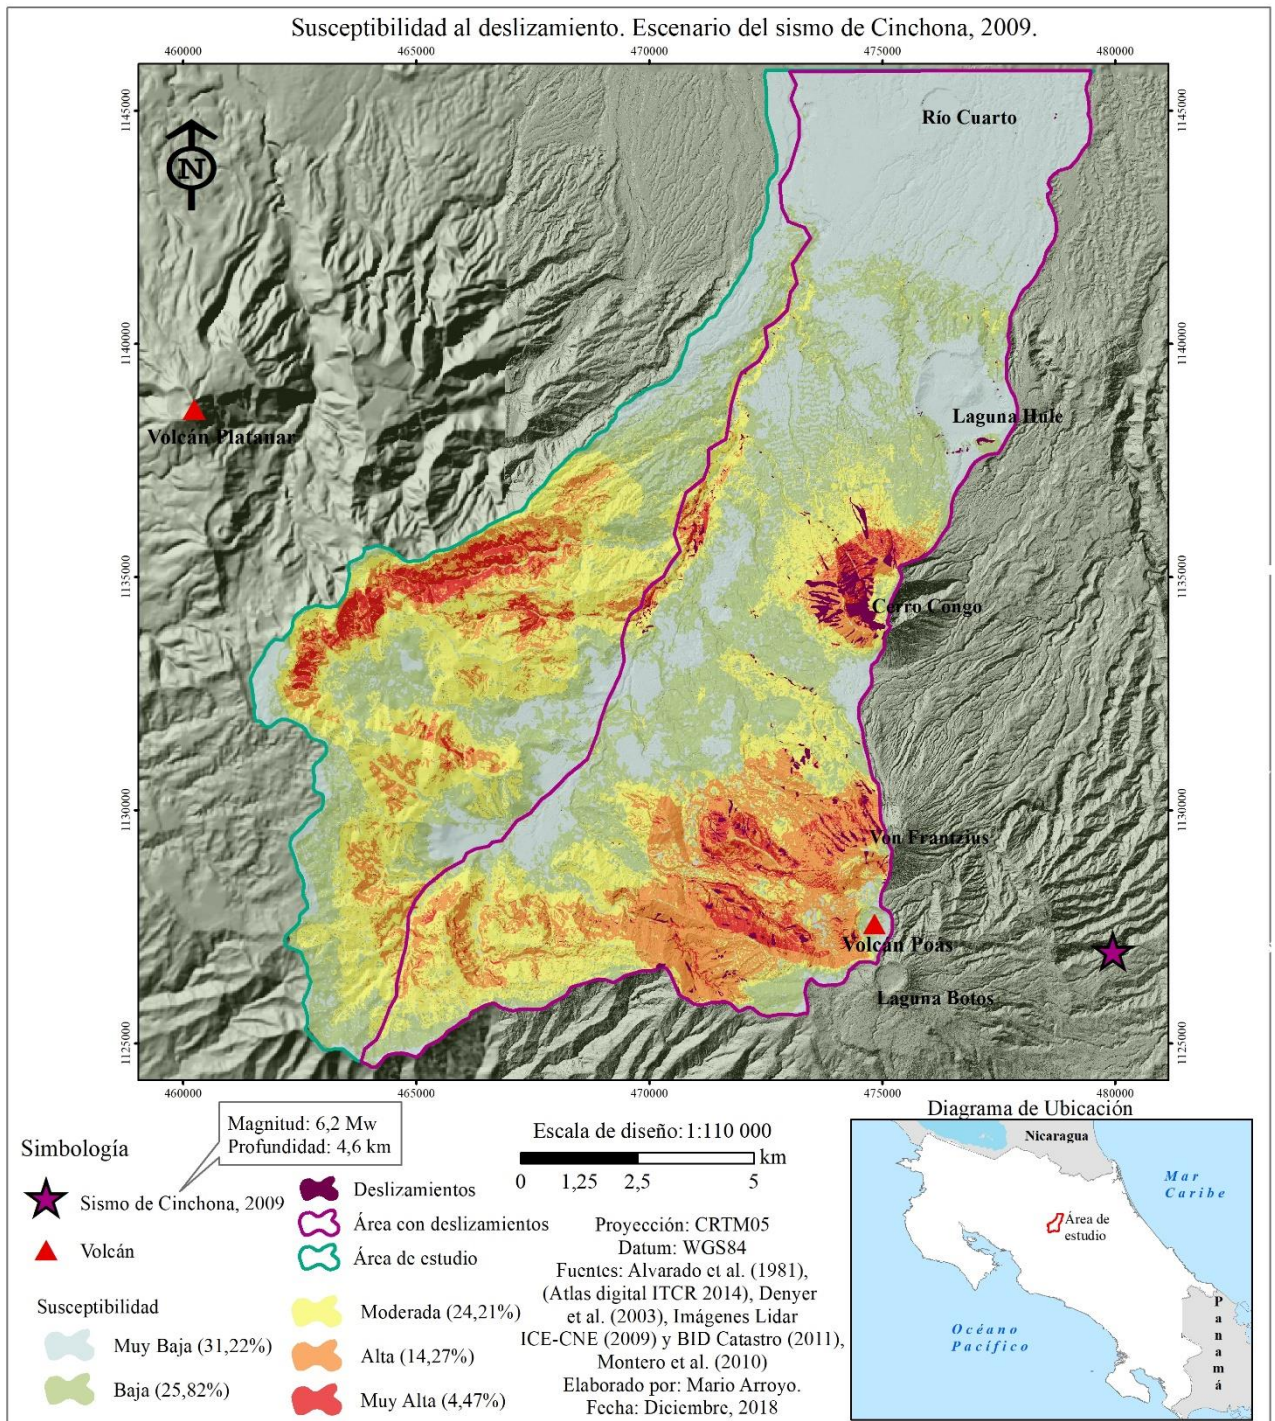 Susceptibilidad al deslizamiento. Escenario del sismo de Cinchona, 2009.
460000 465000 470000 475000 480000
1145000 1145000
1140000 1140000
1135000 1135000
1130000 1130000
1125000 1125000
N
Río Cuarto
Laguna Hule
Volcán Platanar
Cerro Congo
Von Frantzius
Volcán Poás
Laguna Botos
460000 465000 470000 475000 480000
Simbología
Magnitud: 6,2 Mw
Profundidad: 4,6 km
Sismo de Cinchona, 2009
Volcán
Deslizamientos
Área con deslizamientos
Área de estudio
Susceptibilidad
Muy Baja (31,22%)
Baja (25,82%)
Moderada (24,21%)
Alta (14,27%)
Muy Alta (4,47%)
Escala de diseño: 1:110 000
km
0 1,25 2,5 5
Proyección: CRTM05
Datum: WGS84
Fuentes: Alvarado et al. (1981),
(Atlas digital ITCR 2014), Denyer
et al. (2003), Imágenes Lidar
ICE-CNE (2009) y BID Catastro (2011),
Montero et al. (2010)
Elaborado por: Mario Arroyo.
Fecha: Diciembre, 2018
Diagrama de Ubicación
Nicaragua
Mar
Caribe
Área de
estudio
Océano
Pacífico
Panamá